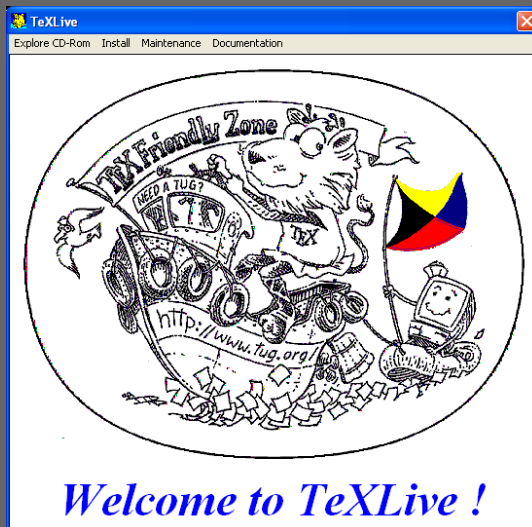 TeXLive
Explore CD-Rom Install Maintenance Documentation
TEX Friendly Zone
NEED A TUG?
TEX
http://www.tug.org/
Welcome to TeXLive !